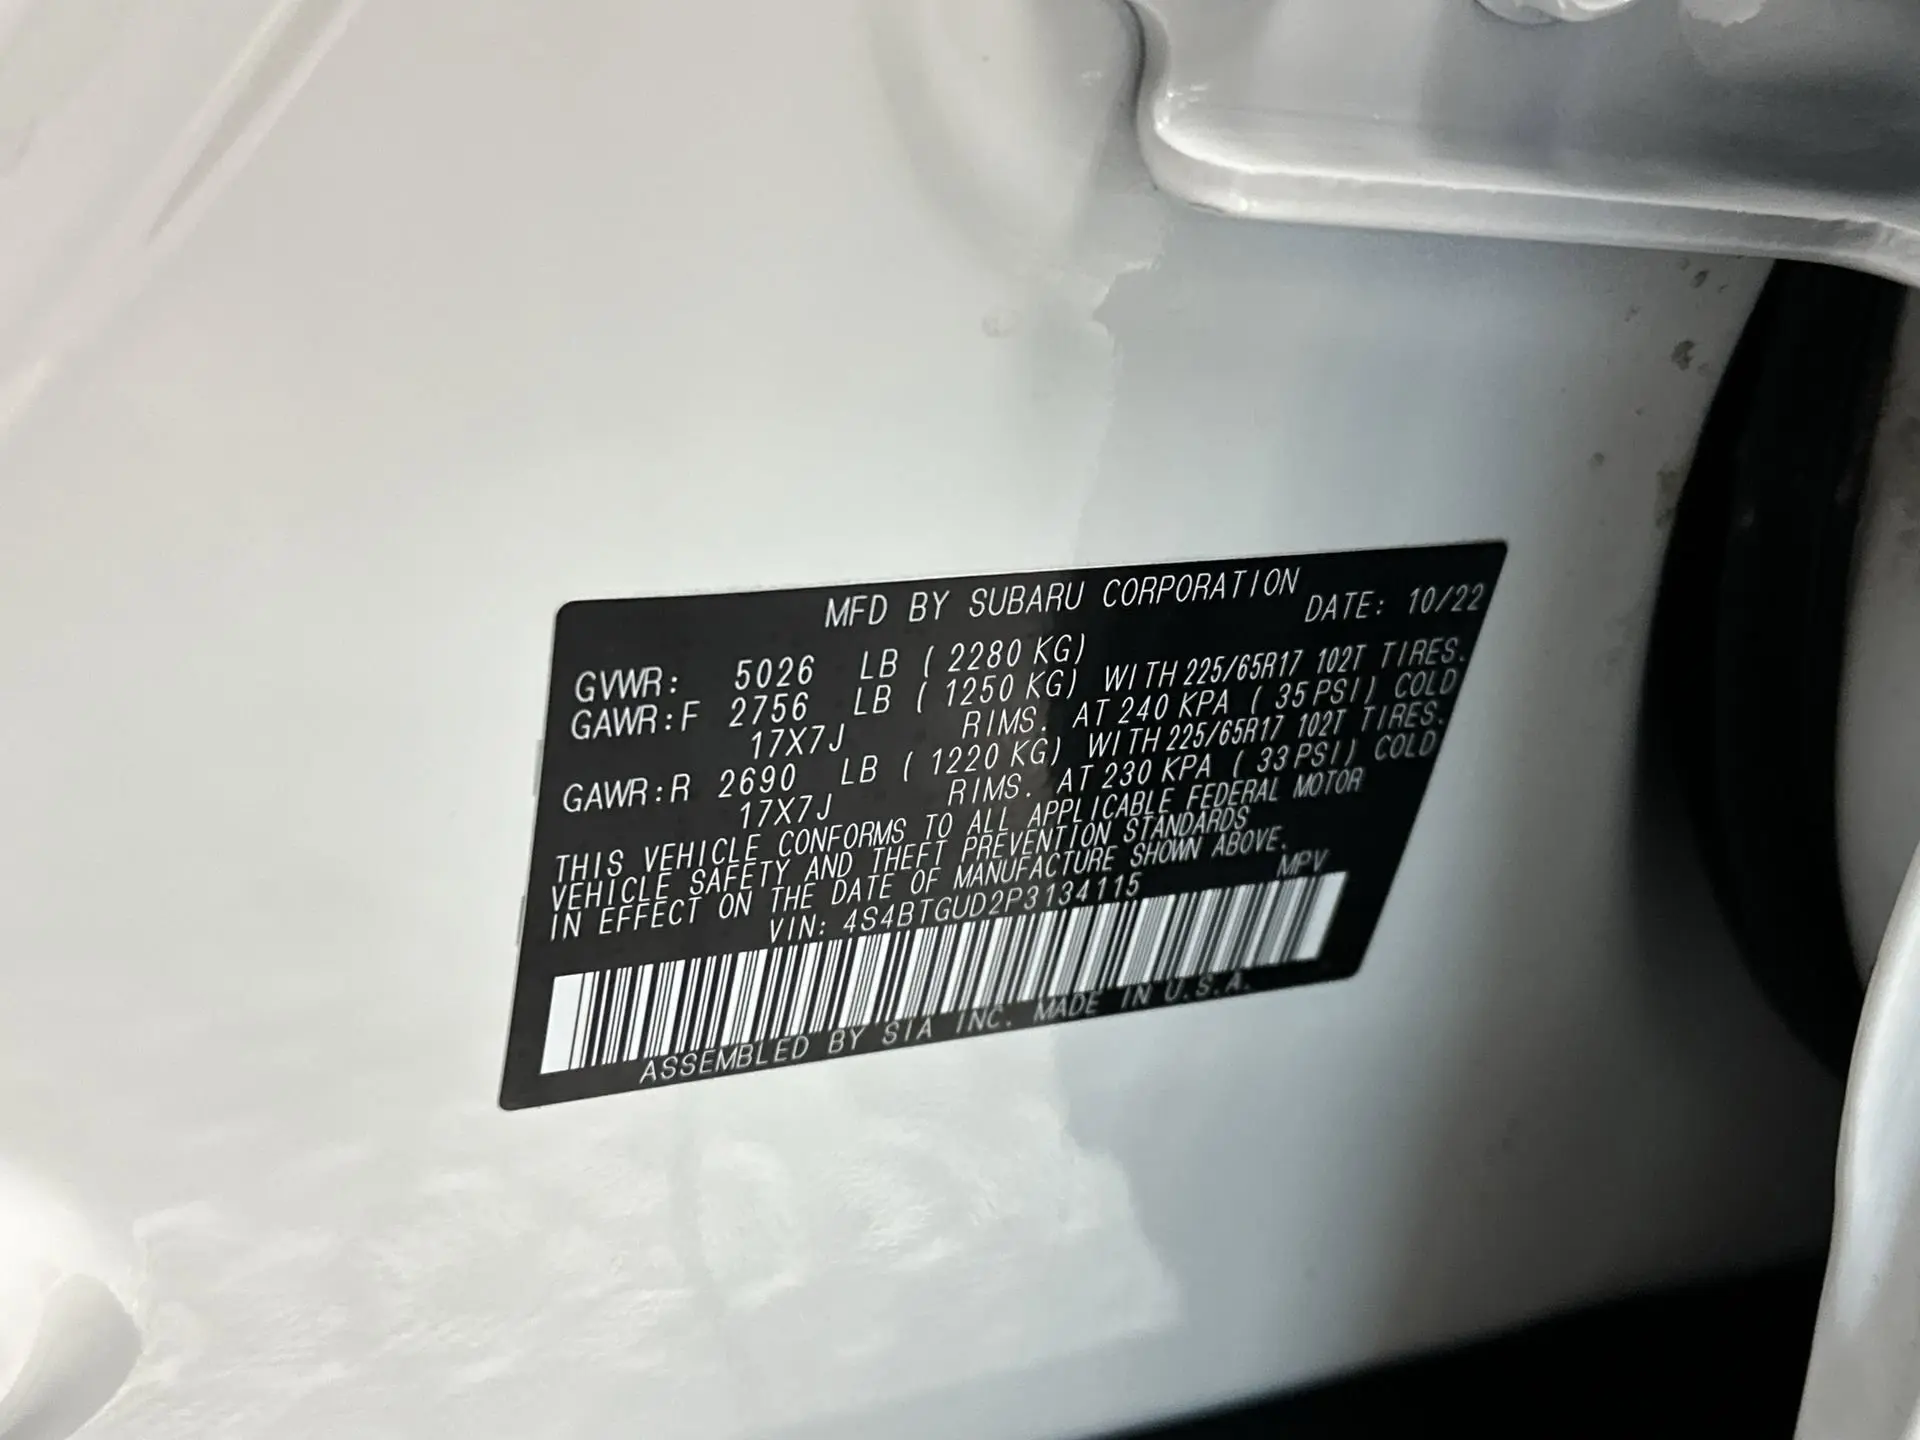 MFD BY SUBARU CORPORATION
DATE: 10/22
GVWR: 5026 LB ( 2280 KG)
GAWR:F 2756 LB ( 1250 KG) WITH 225/65R17 102T TIRES.
17X7J RIMS. AT 240 KPA ( 35 PSI) COLD
GAWR:R 2690 LB ( 1220 KG) WITH 225/65R17 102T TIRES.
17X7J RIMS. AT 230 KPA ( 33 PSI) COLD
THIS VEHICLE CONFORMS TO ALL APPLICABLE FEDERAL MOTOR
VEHICLE SAFETY AND THEFT PREVENTION STANDARDS
IN EFFECT ON THE DATE OF MANUFACTURE SHOWN ABOVE.
VIN: 4S4BTGUD2P3134115 MPV
ASSEMBLED BY SIA INC. MADE IN U.S.A.